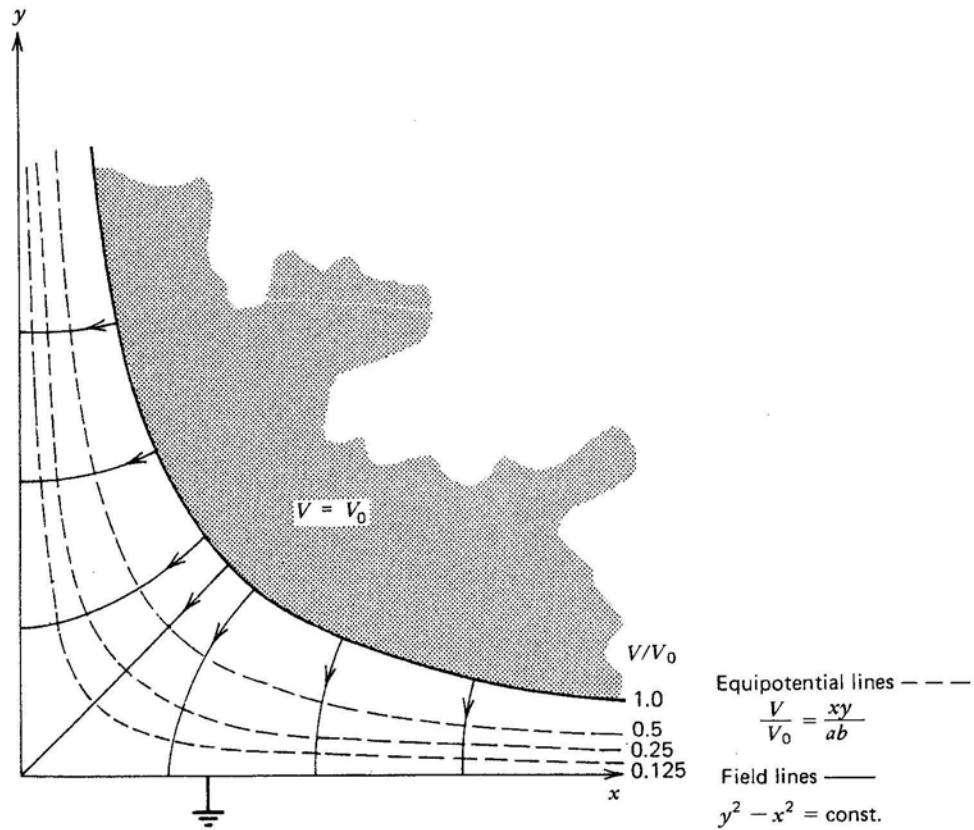 y
V = V₀
V/V₀
1.0
0.5
0.25
0.125
x
Equipotential lines
V/V₀ = xy/ab
Field lines
y² − x² = const.